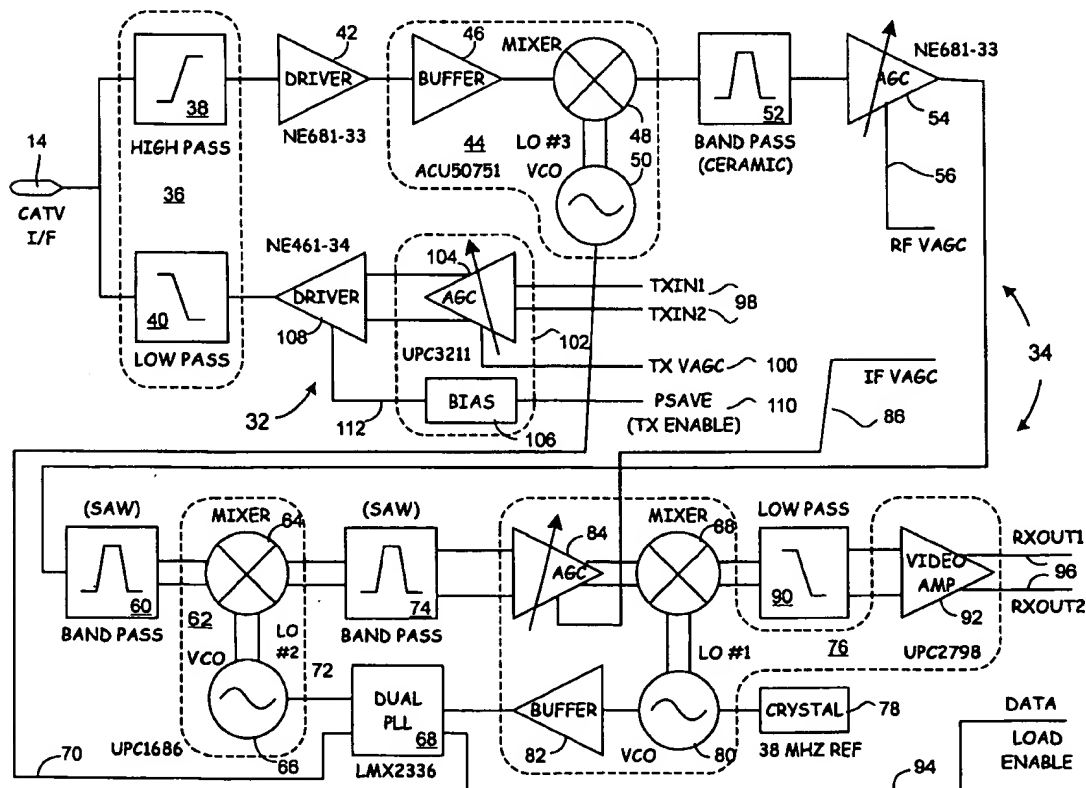 42
46
MIXER
NE681-33
DRIVER
BUFFER
AGC
38
48
52
54
14
HIGH PASS
NE681-33
44
LO #3
VCO
50
BAND PASS
(CERAMIC)
ACU50751
56
36
CATV
I/F
NE461-34
RF VAGC
104
TXIN1
98
DRIVER
AGC
TXIN2
40
108
102
34
LOW PASS
UPC3211
TX VAGC
100
IF VAGC
32
BIAS
PSAVE
110
86
112
106
(TX ENABLE)
(SAW)
MIXER
64
(SAW)
MIXER
LOW PASS
84
88
RXOUT1
AGC
VIDEO
AMP
96
60
74
90
RXOUT2
62
92
BAND PASS
LO
#2
BAND PASS
76
UPC2798
VCO
LO #1
72
DUAL
PLL
BUFFER
CRYSTAL
78
DATA
68
82
38 MHZ REF
LOAD
ENABLE
UPC1686
66
VCO
80
70
LMX2336
94